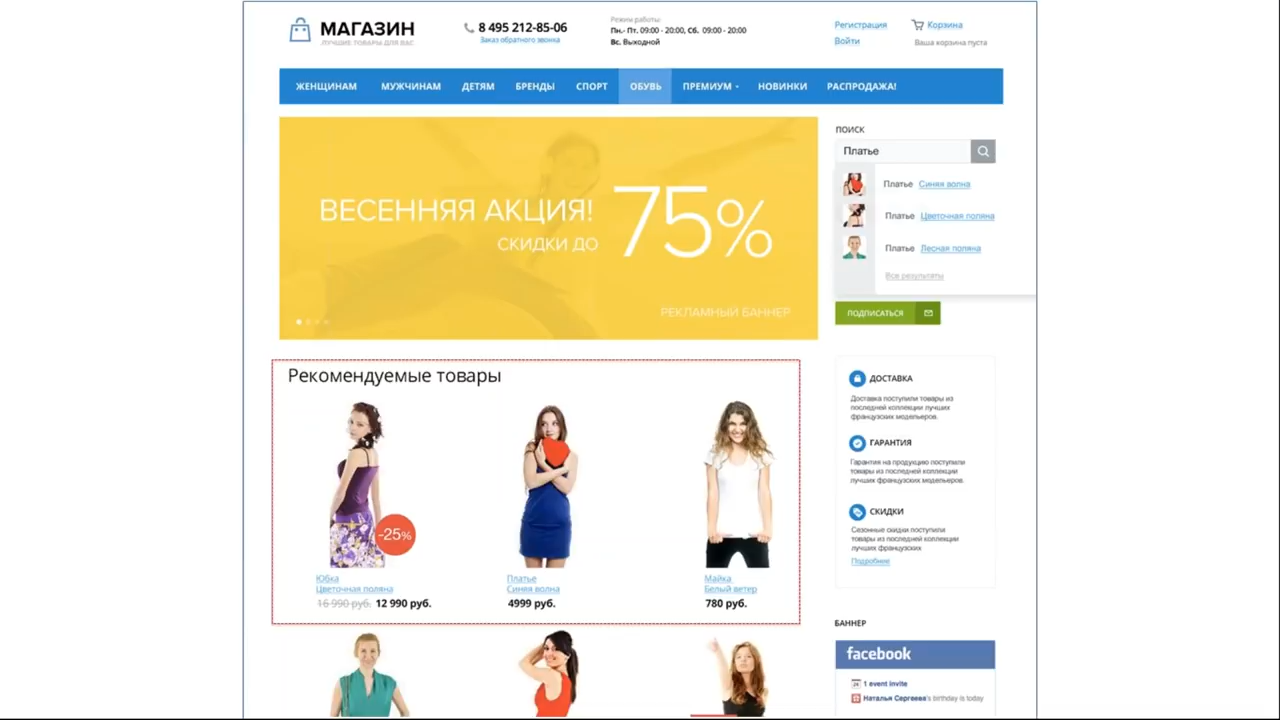 МАГАЗИН
ЛУЧШИЕ ТОВАРЫ ДЛЯ ВАС
8 495 212-85-06
Заказ обратного звонка
Режим работы:
Пн.- Пт. 09:00 - 20:00, Сб. 09:00 - 20:00
Вс. Выходной
Регистрация
Войти
Корзина
Ваша корзина пуста
ЖЕНЩИНАМ МУЖЧИНАМ ДЕТЯМ БРЕНДЫ СПОРТ ОБУВЬ ПРЕМИУМ НОВИНКИ РАСПРОДАЖА!
ВЕСЕННЯЯ АКЦИЯ!
СКИДКИ ДО
75%
РЕКЛАМНЫЙ БАННЕР
ПОИСК
Платье
Платье Синяя волна
Платье Цветочная поляна
Платье Лесная поляна
Все результаты
ПОДПИСАТЬСЯ
Рекомендуемые товары
-25%
Юбка
Цветочная поляна
16 990 руб. 12 990 руб.
Платье
Синяя волна
4999 руб.
Майка
Белый ветер
780 руб.
ДОСТАВКА
Доставка поступили товары из
последней коллекции лучших
французских модельеров.
ГАРАНТИЯ
Гарантия на продукцию поступили
товары из последней коллекции
лучших французских модельеров.
СКИДКИ
Сезонные скидки поступили
товары из последней коллекции
лучших французских
Подробнее
БАННЕР
facebook
1 event invite
Наталья Сергеева's birthday is today